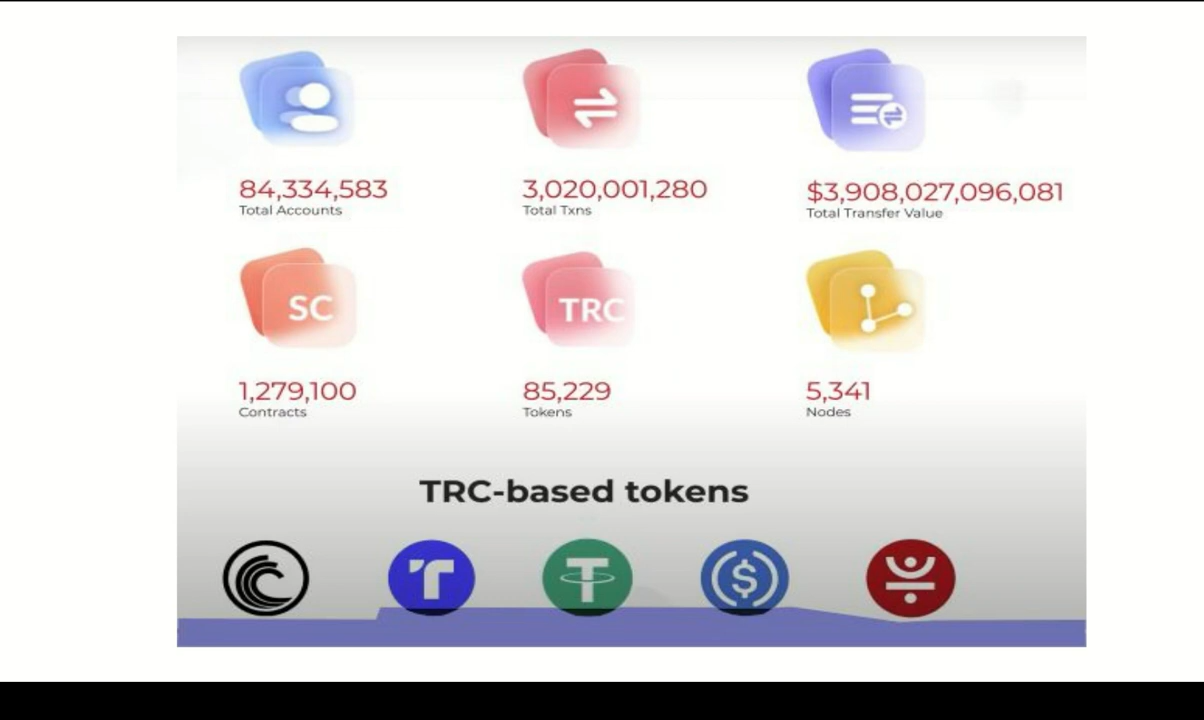 84,334,583
Total Accounts
3,020,001,280
Total Txns
$3,908,027,096,081
Total Transfer Value
SC
1,279,100
Contracts
TRC
85,229
Tokens
5,341
Nodes
TRC-based tokens